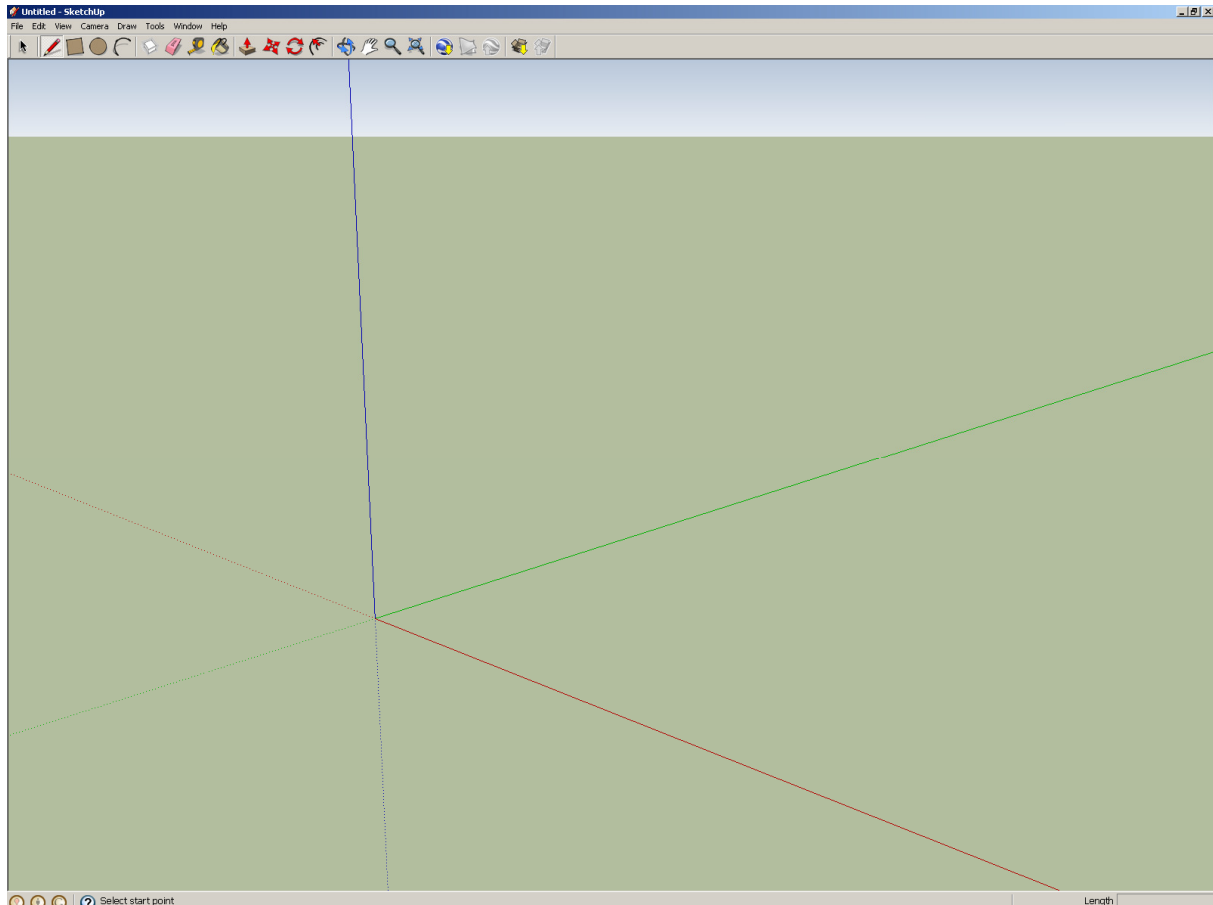 Untitled - SketchUp
File Edit View Camera Draw Tools Window Help
Select start point Length